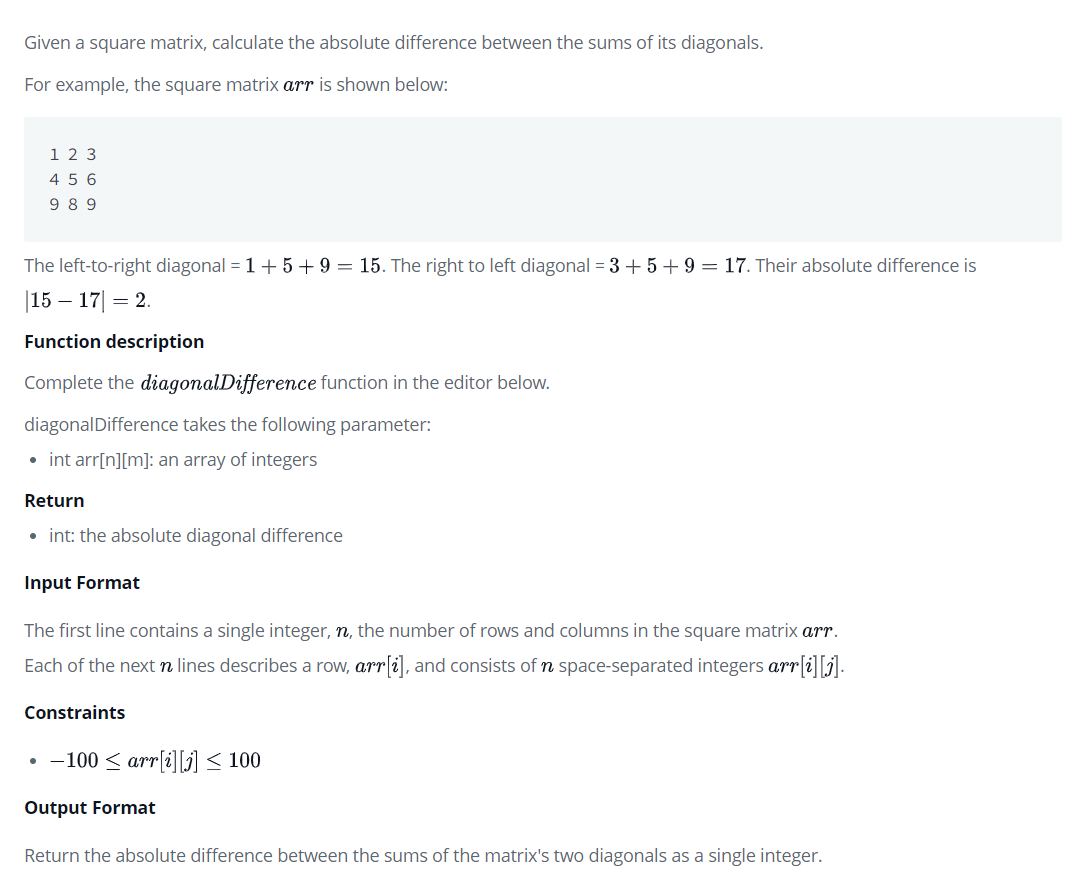 Given a square matrix, calculate the absolute difference between the sums of its diagonals.
For example, the square matrix arr is shown below:
1 2 3
4 5 6
9 8 9
The left-to-right diagonal = 1 + 5 + 9 = 15. The right to left diagonal = 3 + 5 + 9 = 17. Their absolute difference is
|15 − 17| = 2.
Function description
Complete the diagonalDifference function in the editor below.
diagonalDifference takes the following parameter:
• int arr[n][m]: an array of integers
Return
• int: the absolute diagonal difference
Input Format
The first line contains a single integer, n, the number of rows and columns in the square matrix arr.
Each of the next n lines describes a row, arr[i], and consists of n space-separated integers arr[i][j].
Constraints
• −100 ≤ arr[i][j] ≤ 100
Output Format
Return the absolute difference between the sums of the matrix's two diagonals as a single integer.